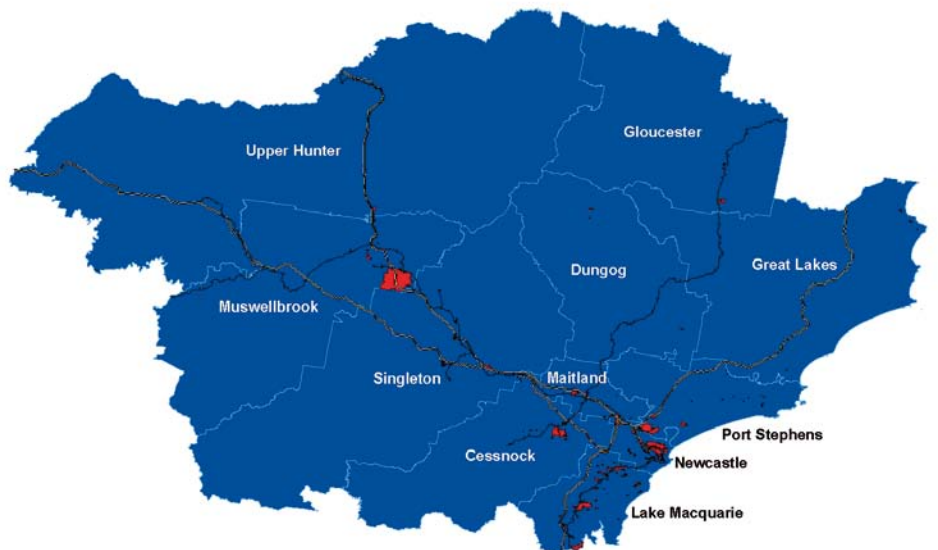 Gloucester
Upper Hunter
Dungog
Great Lakes
Muswellbrook
Singleton
Maitland
Port Stephens
Cessnock
Newcastle
Lake Macquarie